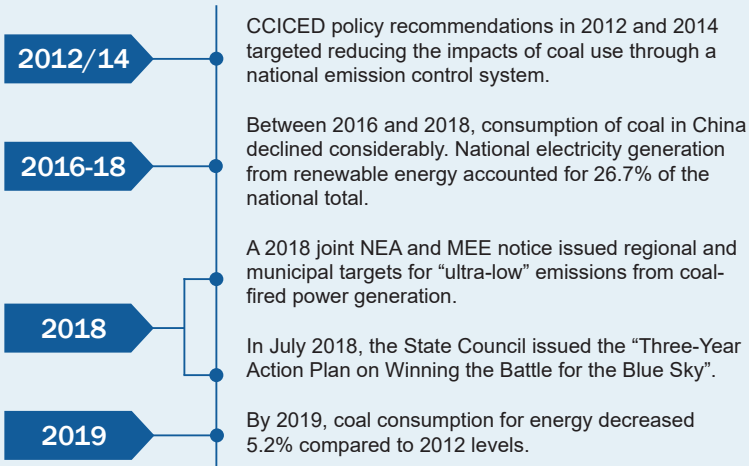 2012/14
CCICED policy recommendations in 2012 and 2014
targeted reducing the impacts of coal use through a
national emission control system.
2016-18
Between 2016 and 2018, consumption of coal in China
declined considerably. National electricity generation
from renewable energy accounted for 26.7% of the
national total.
2018
A 2018 joint NEA and MEE notice issued regional and
municipal targets for “ultra-low” emissions from coal-
fired power generation.
In July 2018, the State Council issued the “Three-Year
Action Plan on Winning the Battle for the Blue Sky”.
2019
By 2019, coal consumption for energy decreased
5.2% compared to 2012 levels.